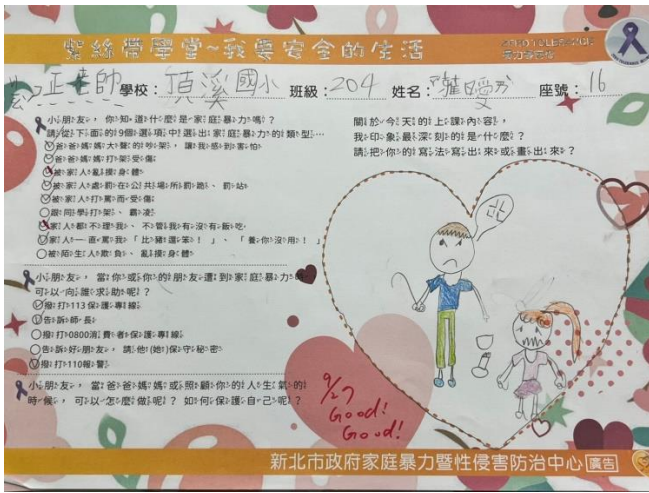 紫絲帶學堂~我要安全的生活
ZERO TOLERANCE
學校：頂溪國小 班級：204 姓名： 座號：16
小朋友，你知道什麼是家庭暴力嗎？
請從下面的9個選項中選出家庭暴力的類型…
爸爸媽媽大聲的吵架，讓我感到害怕
爸爸媽媽打架受傷
被家人亂摸身體
被家人處罰在公共場所罰跪、罰站
被家人打罵而受傷
○跟同學打架、霸凌
家人都不理我、不管我有沒有飯吃
家人一直罵我「比豬還笨！」、「養你沒用！」
○被陌生人欺負、亂摸身體
小朋友，當你或你的朋友遭到家庭暴力時
可以向誰求助呢？
撥打113保護專線
告訴師長
○撥打0800消費者保護專線
○告訴好朋友，請他(她)保守秘密
撥打110報警
小朋友，當爸爸媽媽或照顧你的人生氣的
時候，可以怎麼做呢？如何保護自己呢？
關於今天的上課內容，
我印象最深刻的是什麼？
請把你的寫法寫出來或畫出來？
9/27
Good!
Good!
新北市政府家庭暴力暨性侵害防治中心 廣告